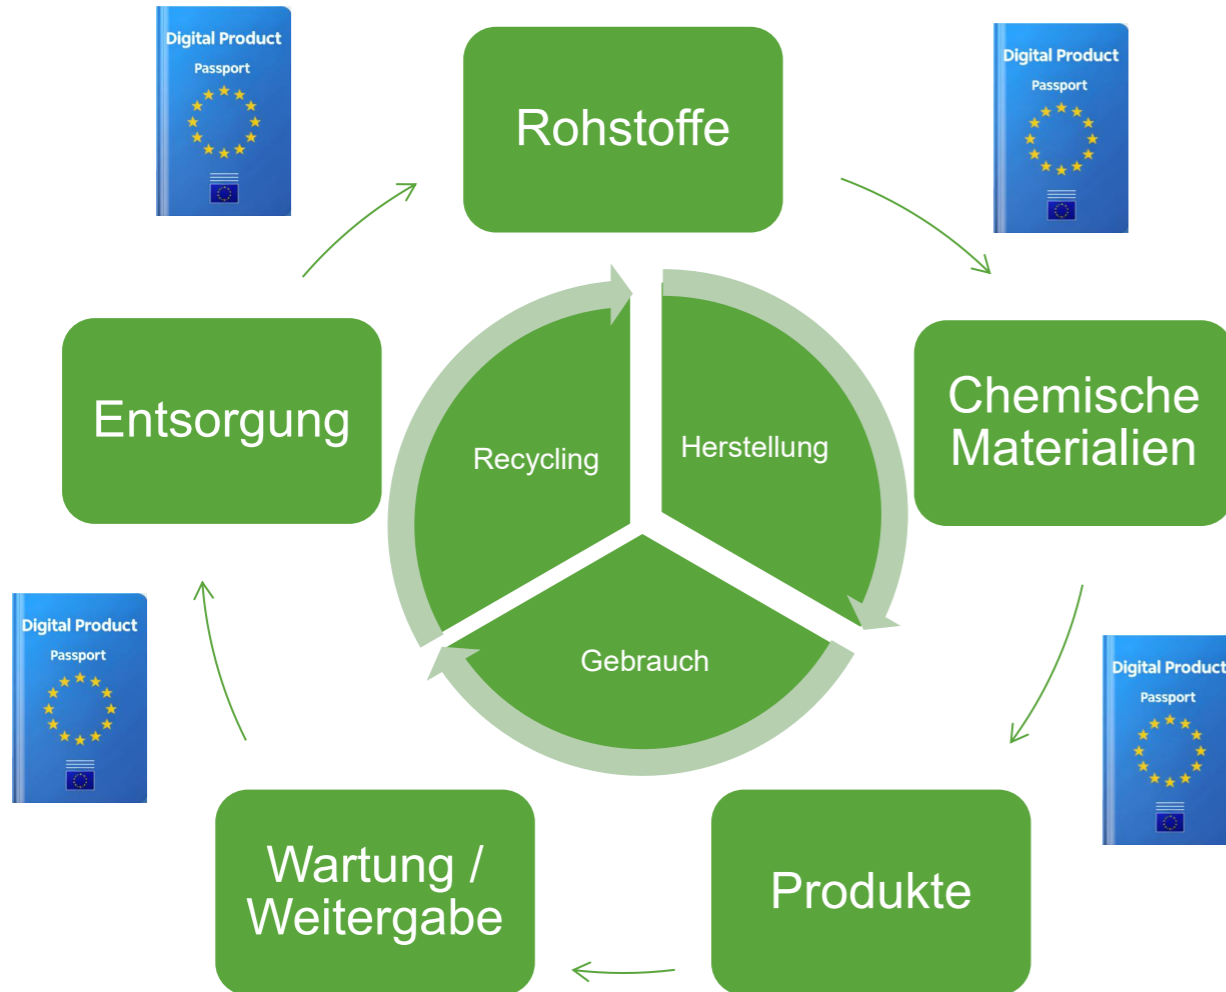 Digital Product
Passport
Rohstoffe
Digital Product
Passport
Entsorgung
Recycling
Herstellung
Chemische
Materialien
Gebrauch
Digital Product
Passport
Digital Product
Passport
Wartung /
Weitergabe
Produkte